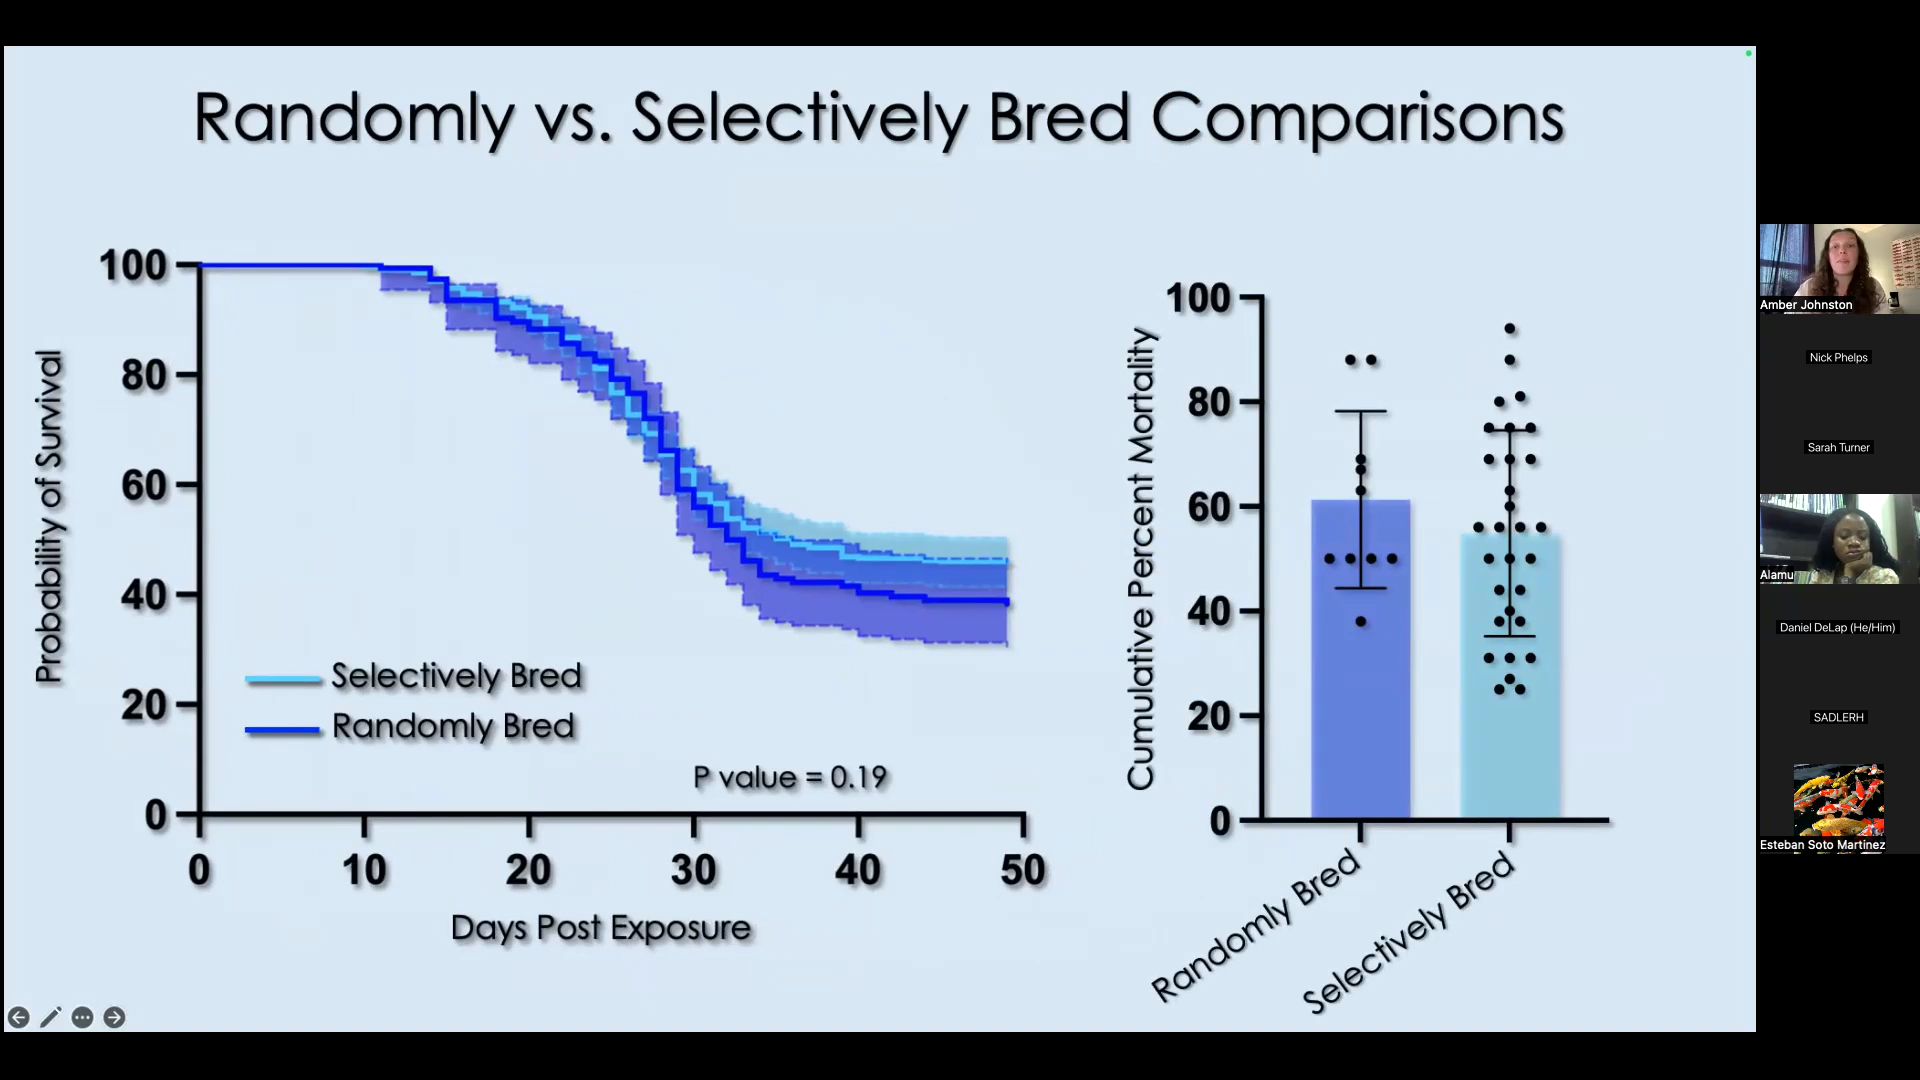 Randomly vs. Selectively Bred Comparisons
Probability of Survival
100
80
60
40
20
0
Selectively Bred
Randomly Bred
P value = 0.19
0 10 20 30 40 50
Days Post Exposure
Cumulative Percent Mortality
100
80
60
40
20
0
Randomly Bred
Selectively Bred
Amber Johnston
Nick Phelps
Sarah Turner
Alamu
Daniel DeLap (He/Him)
SADLERH
Esteban Soto Martinez